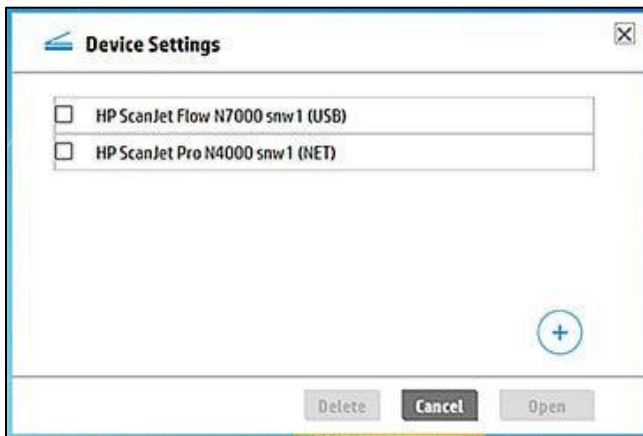 Device Settings
HP ScanJet Flow N7000 snw1 (USB)
HP ScanJet Pro N4000 snw1 (NET)
+
Delete Cancel Open